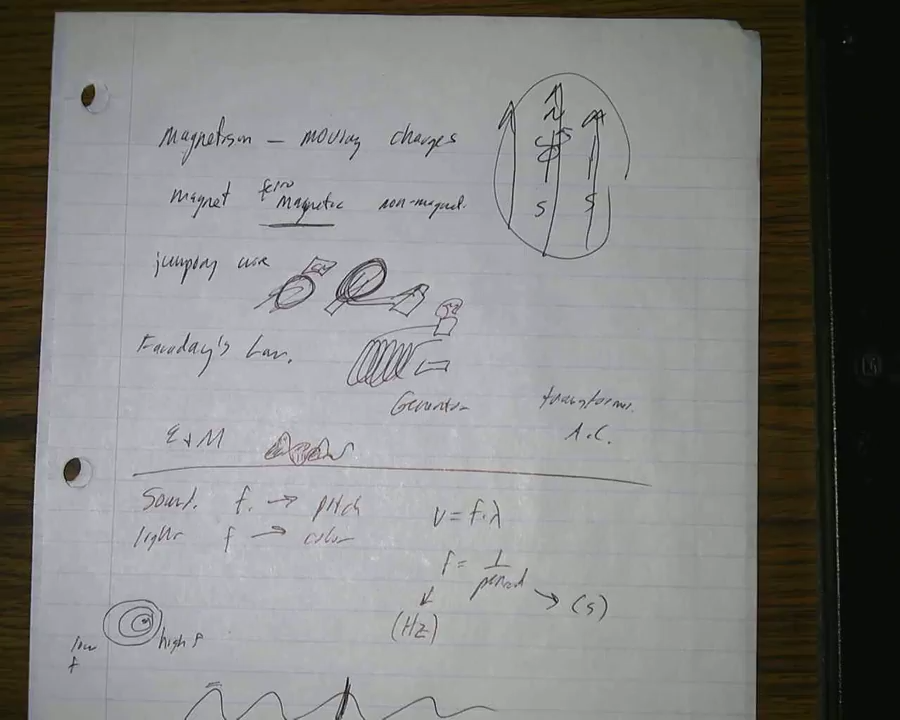 magnetism – moving charges
magnet ferro magnetic non-magnet.
N
S
S
S
jumping wire
Faraday's Law.
Generator transformer.
A.C.
E + M
Sound. f. → pitch
light f → color
v = f·λ
f = 1/period → (s)
↓
(Hz)
low f
high f